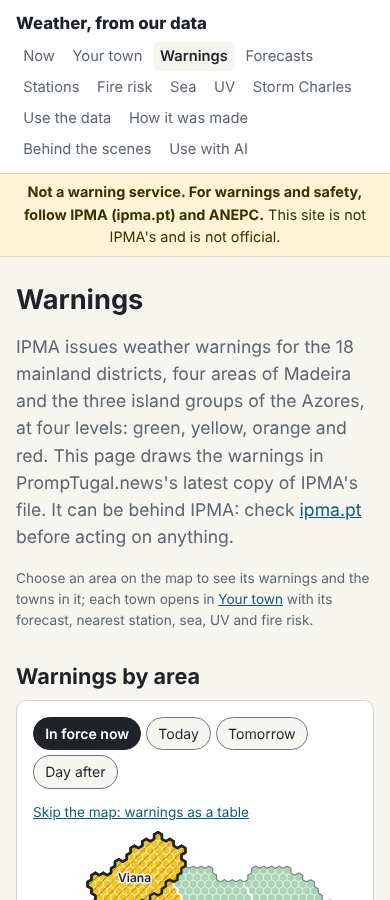 Weather, from our data
Now Your town Warnings Forecasts
Stations Fire risk Sea UV Storm Charles
Use the data How it was made
Behind the scenes Use with AI
Not a warning service. For warnings and safety,
follow IPMA (ipma.pt) and ANEPC. This site is not
IPMA's and is not official.
Warnings
IPMA issues weather warnings for the 18
mainland districts, four areas of Madeira
and the three island groups of the Azores,
at four levels: green, yellow, orange and
red. This page draws the warnings in
PrompTugal.news's latest copy of IPMA's
file. It can be behind IPMA: check ipma.pt
before acting on anything.
Choose an area on the map to see its warnings and the
towns in it; each town opens in Your town with its
forecast, nearest station, sea, UV and fire risk.
Warnings by area
In force now Today Tomorrow
Day after
Skip the map: warnings as a table
Viana